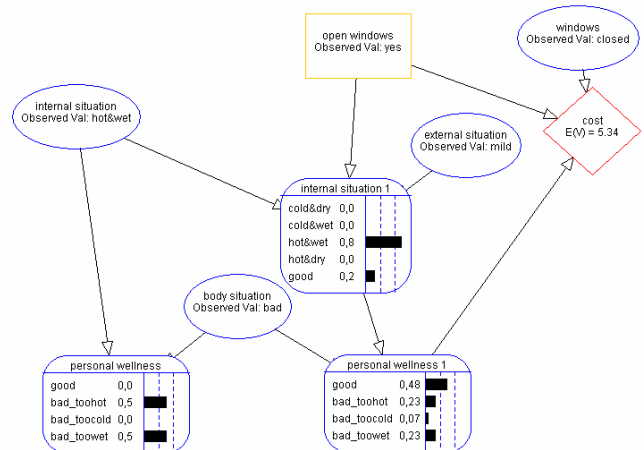 open windows
Observed Val: yes
windows
Observed Val: closed
internal situation
Observed Val: hot&wet
cost
E(V) = 5.34
external situation
Observed Val: mild
internal situation 1
cold&dry 0,0
cold&wet 0,0
hot&wet 0,8
hot&dry 0,0
good 0,2
body situation
Observed Val: bad
personal wellness
good 0,0
bad_toohot 0,5
bad_toocold 0,0
bad_toowet 0,5
personal wellness 1
good 0,48
bad_toohot 0,23
bad_toocold 0,07
bad_toowet 0,23